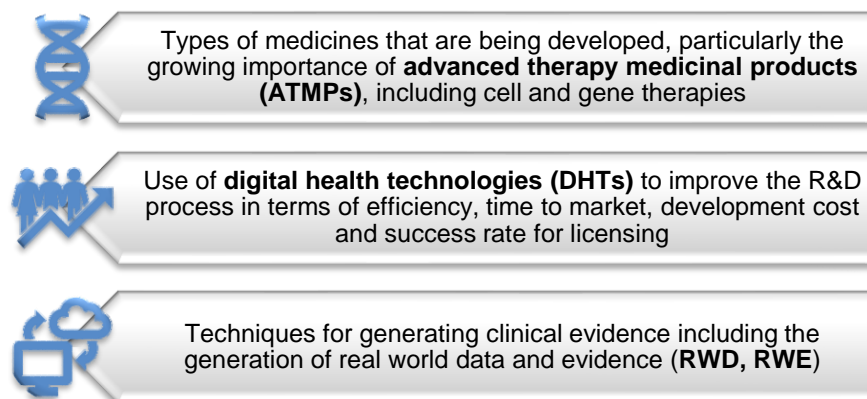 Types of medicines that are being developed, particularly the
growing importance of advanced therapy medicinal products
(ATMPs), including cell and gene therapies
Use of digital health technologies (DHTs) to improve the R&D
process in terms of efficiency, time to market, development cost
and success rate for licensing
Techniques for generating clinical evidence including the
generation of real world data and evidence (RWD, RWE)